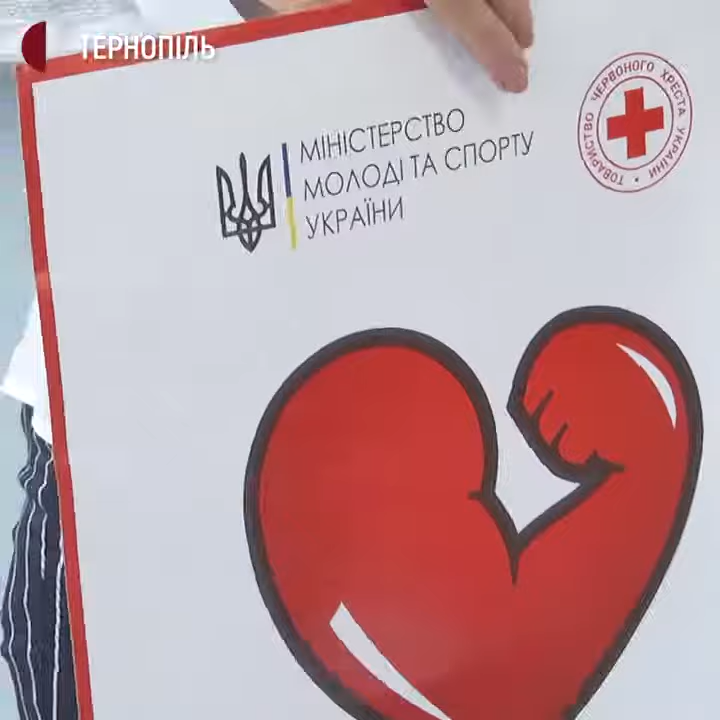 ТЕРНОПІЛЬ
МІНІСТЕРСТВО
МОЛОДІ ТА СПОРТУ
УКРАЇНИ
ТОВАРИСТВО ЧЕРВОНОГО ХРЕСТА УКРАЇНИ •